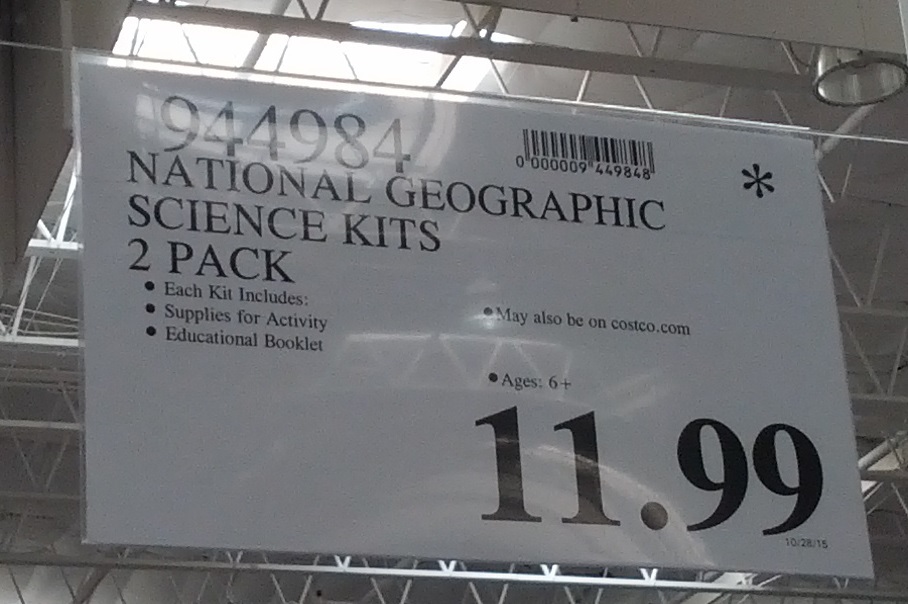 944984
0 000009 449848
*
NATIONAL GEOGRAPHIC
SCIENCE KITS
2 PACK
• Each Kit Includes:
• Supplies for Activity
• Educational Booklet
• May also be on costco.com
• Ages: 6+
11.99
10/28/15